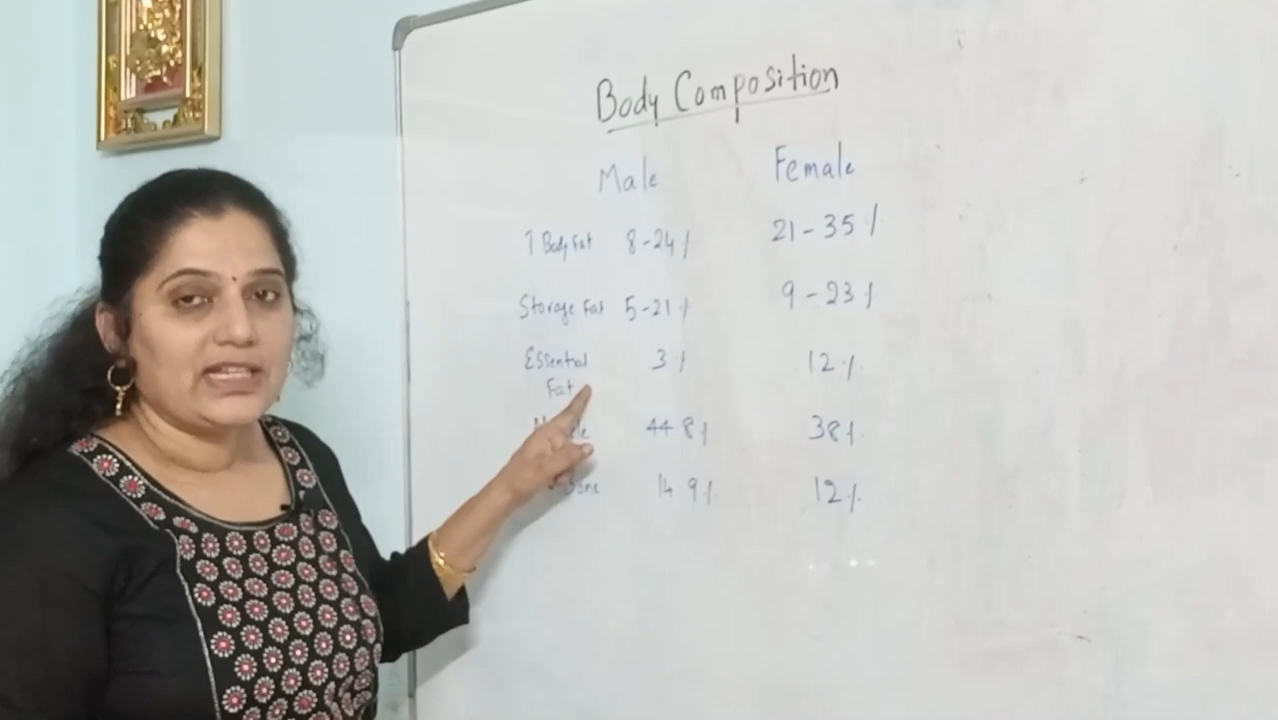 Body Composition
Male Female
T Body Fat 8-24% 21-35%
Storage Fat 5-21% 9-23%
Essential 3% 12%
Fat
44.8% 38%
Bone 14.9% 12%